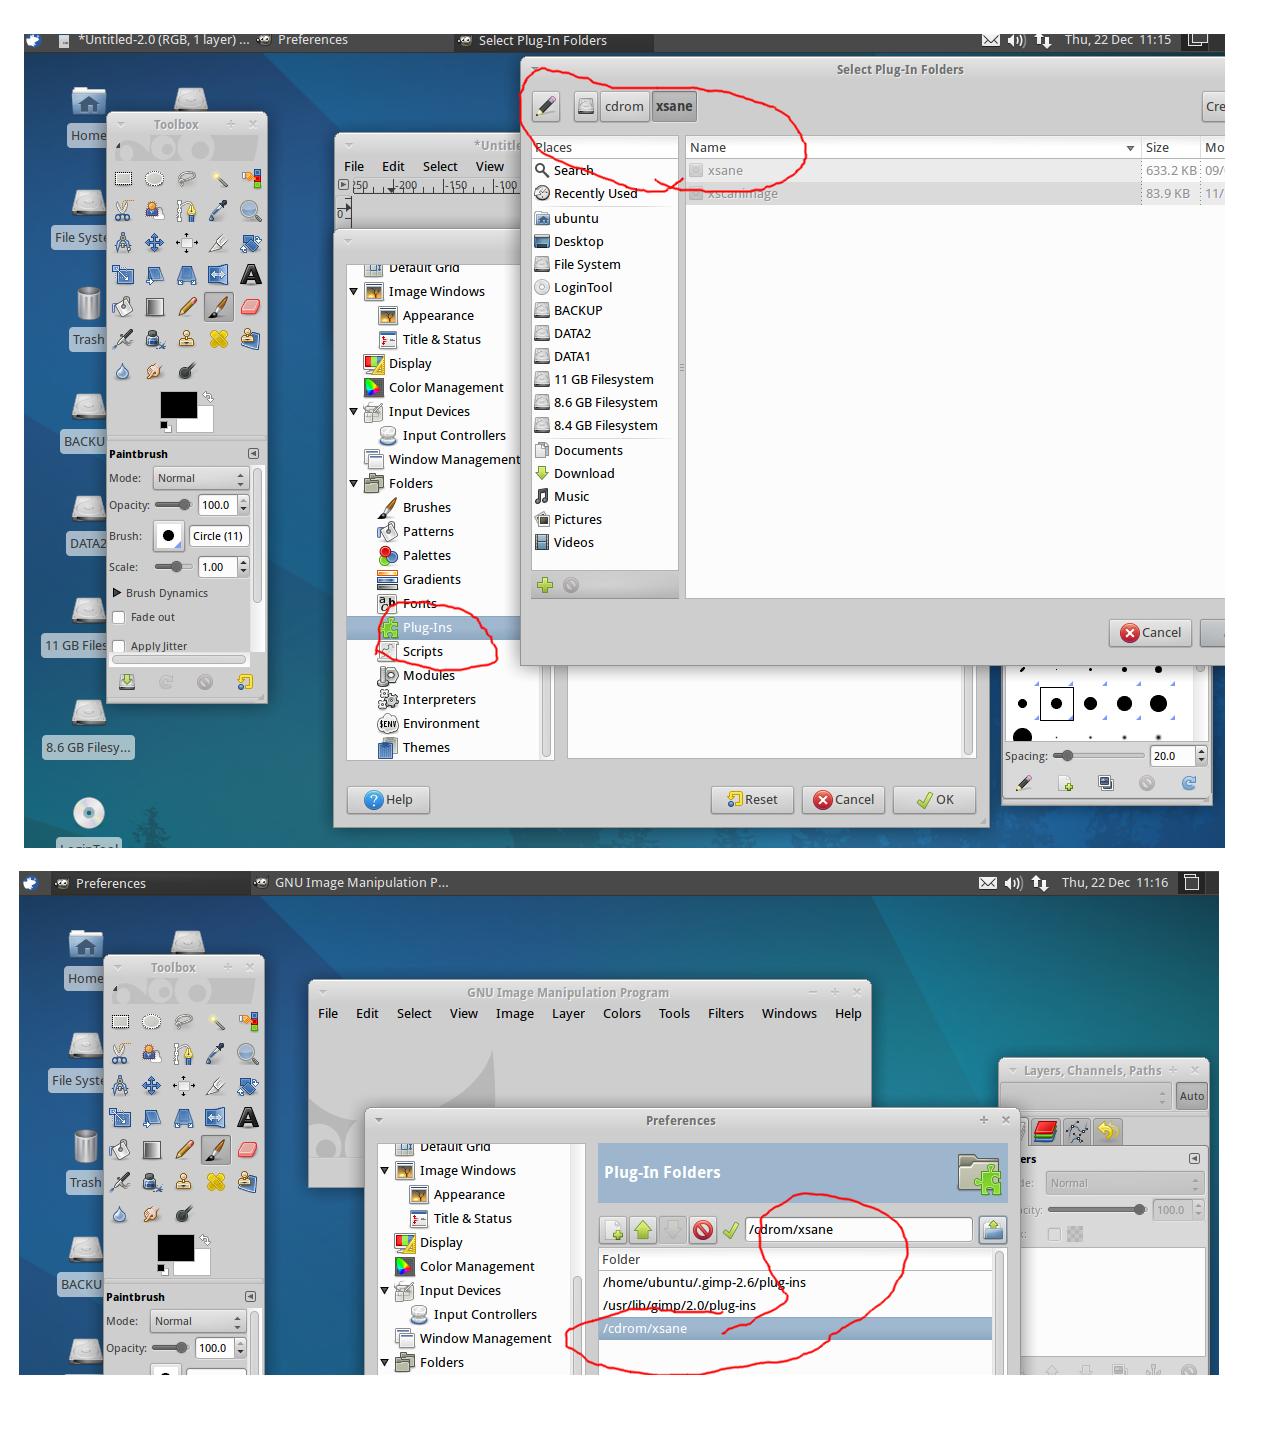 *Untitled-2.0 (RGB, 1 layer) ... Preferences Select Plug-In Folders Thu, 22 Dec 11:15
Select Plug-In Folders
cdrom xsane Cre
Home
Toolbox
*Untitle
Places Name Size Mo
File Edit Select View
Search xsane 633.2 KB 09/
-200 -150 -100
Recently Used xscanimage 83.9 KB 11/
0
ubuntu
File Syste
Desktop
Default Grid
File System
Image Windows
LoginTool
Appearance
BACKUP
Trash
Title & Status
DATA2
Display
DATA1
Color Management
11 GB Filesystem
Input Devices
8.6 GB Filesystem
Input Controllers
8.4 GB Filesystem
BACKU
Paintbrush
Window Management
Documents
Mode: Normal
Folders
Download
Opacity: 100.0
Brushes
Music
Patterns
Pictures
DATA2
Brush: Circle (11)
Palettes
Videos
Scale: 1.00
Gradients
Brush Dynamics
Fonts
Fade out
Plug-Ins
Cancel
11 GB Files
Apply Jitter
Scripts
Modules
Interpreters
Environment
8.6 GB Filesy...
Themes
Spacing: 20.0
Help Reset Cancel OK
LoginTool
Preferences GNU Image Manipulation P... Thu, 22 Dec 11:16
Home
Toolbox
GNU Image Manipulation Program
File Edit Select View Image Layer Colors Tools Filters Windows Help
File Syste
Layers, Channels, Paths
Auto
Preferences
Default Grid
Image Windows
Plug-In Folders
ers
Trash
Appearance
de: Normal
Title & Status
acity: 100.0
Display
/cdrom/xsane
Color Management
Folder
BACKU
Input Devices
/home/ubuntu/.gimp-2.6/plug-ins
Paintbrush
Input Controllers
/usr/lib/gimp/2.0/plug-ins
Mode: Normal
Window Management
/cdrom/xsane
Opacity: 100.0
Folders